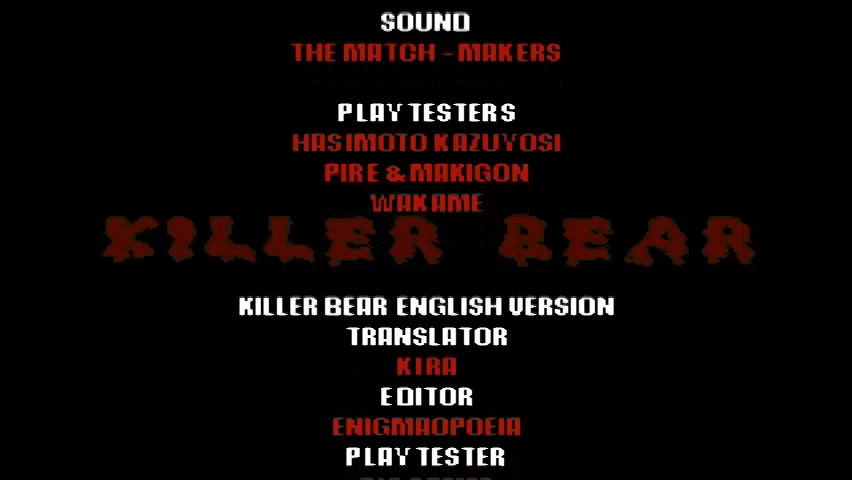 SOUND
THE MATCH - MAKERS
PLAY TESTERS
HASIMOTO KAZUYOSI
PIRE & MAKIGON
WAKAME
KILLER BEAR
KILLER BEAR ENGLISH VERSION
TRANSLATOR
KIRA
EDITOR
ENIGMAOPOEIA
PLAY TESTER